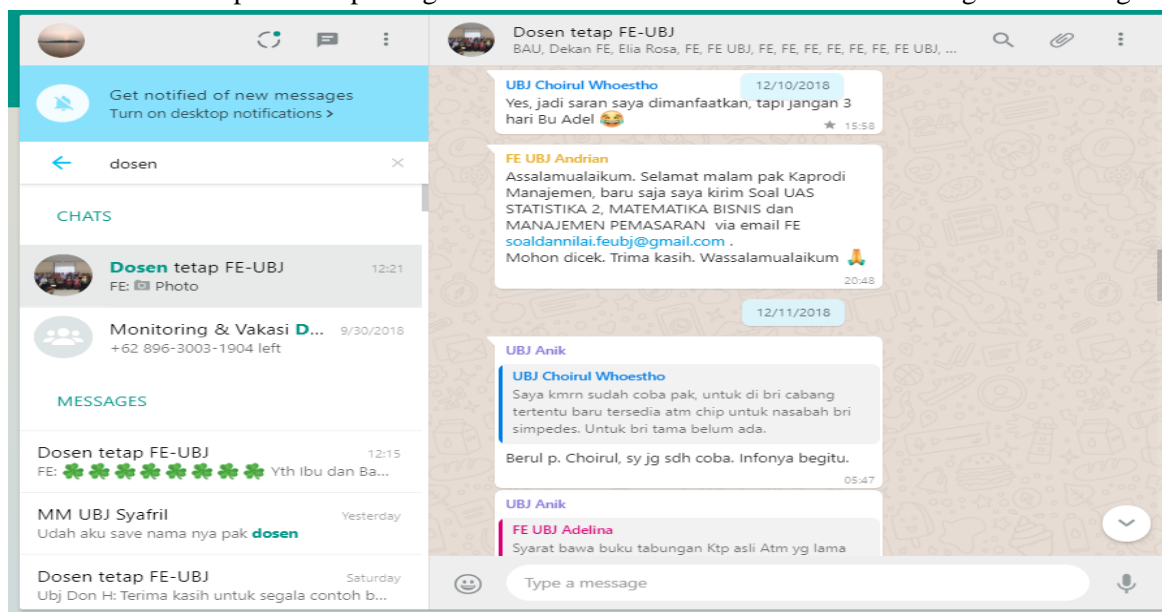 Dosen tetap FE-UBJ
BAU, Dekan FE, Elia Rosa, FE, FE UBJ, FE, FE, FE, FE, FE, FE, FE UBJ, ...
Get notified of new messages
Turn on desktop notifications >
dosen
CHATS
Dosen tetap FE-UBJ 12:21
FE: Photo
Monitoring & Vakasi D... 9/30/2018
+62 896-3003-1904 left
MESSAGES
Dosen tetap FE-UBJ 12:15
FE: ☘☘☘☘☘☘☘☘ Yth Ibu dan Ba...
MM UBJ Syafril Yesterday
Udah aku save nama nya pak dosen
Dosen tetap FE-UBJ Saturday
Ubj Don H: Terima kasih untuk segala contoh b...
12/10/2018
UBJ Choirul Whoestho
Yes, jadi saran saya dimanfaatkan, tapi jangan 3
hari Bu Adel 😂
15:58
FE UBJ Andrian
Assalamualaikum. Selamat malam pak Kaprodi
Manajemen, baru saja saya kirim Soal UAS
STATISTIKA 2, MATEMATIKA BISNIS dan
MANAJEMEN PEMASARAN via email FE
soaldannilai.feubj@gmail.com .
Mohon dicek. Trima kasih. Wassalamualaikum 🙏
20:48
12/11/2018
UBJ Anik
UBJ Choirul Whoestho
Saya kmrn sudah coba pak, untuk di bri cabang
tertentu baru tersedia atm chip untuk nasabah bri
simpedes. Untuk bri tama belum ada.
Berul p. Choirul, sy jg sdh coba. Infonya begitu.
05:47
UBJ Anik
FE UBJ Adelina
Syarat bawa buku tabungan Ktp asli Atm yg lama
Type a message